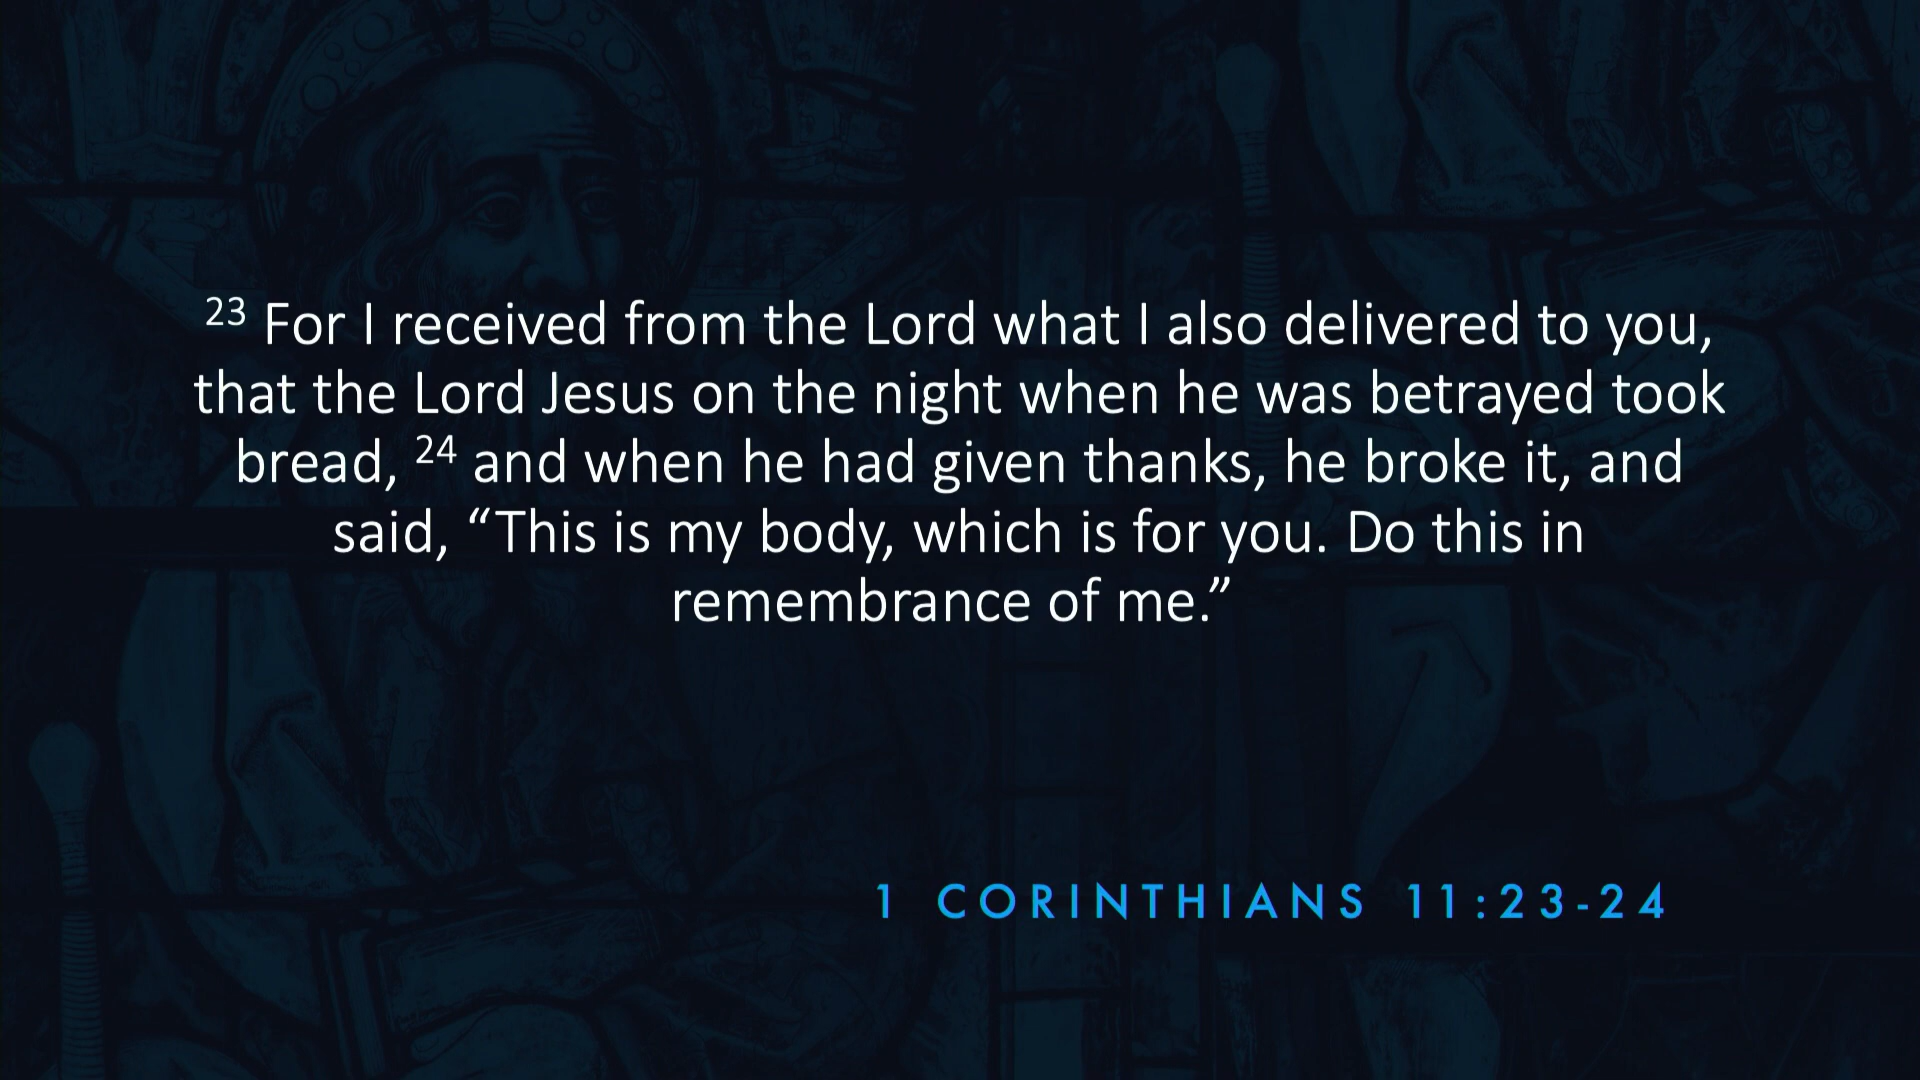 23 For I received from the Lord what I also delivered to you,
that the Lord Jesus on the night when he was betrayed took
bread, 24 and when he had given thanks, he broke it, and
said, “This is my body, which is for you. Do this in
remembrance of me.”
1 CORINTHIANS 11:23-24